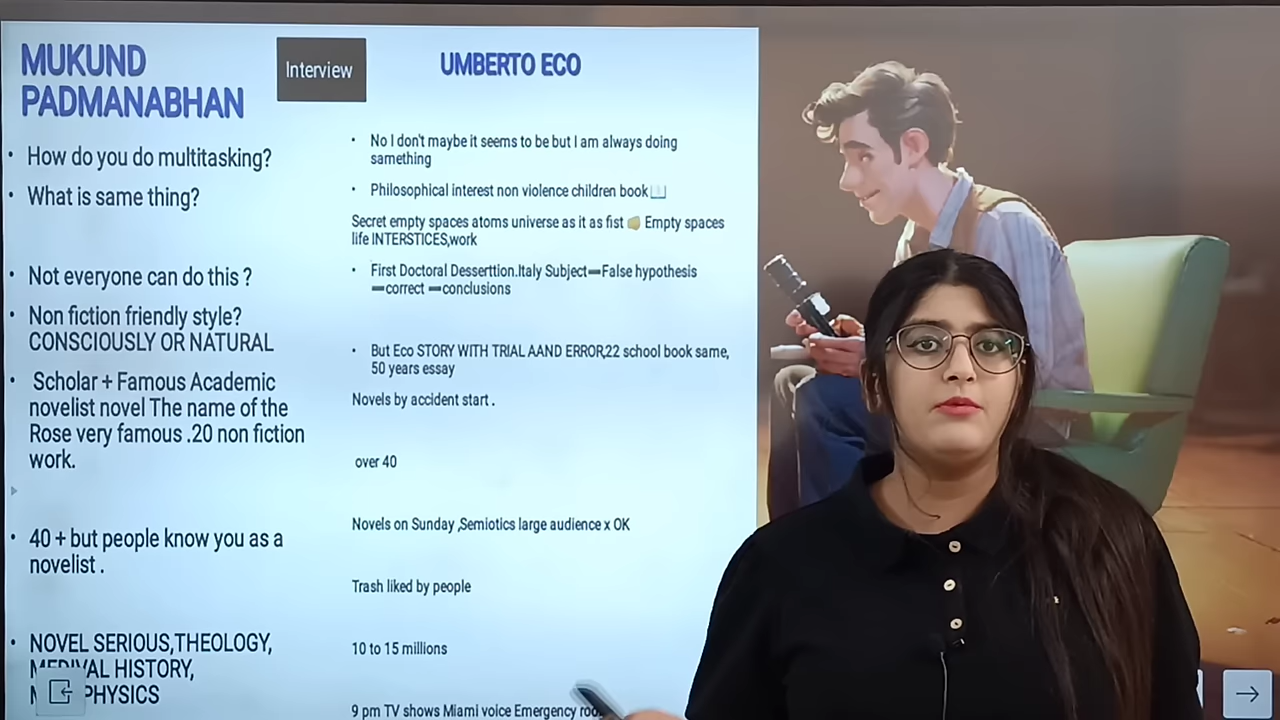 MUKUND
PADMANABHAN
How do you do multitasking?
What is same thing?
Not everyone can do this ?
Non fiction friendly style?
CONSCIOUSLY OR NATURAL
Scholar + Famous Academic
novelist novel The name of the
Rose very famous .20 non fiction
work.
40 + but people know you as a
novelist .
NOVEL SERIOUS,THEOLOGY,
HISTORY,
Interview
UMBERTO ECO
No I don't maybe it seems to be but I am always doing
samething
Philosophical interest non violence children book
Secret empty spaces atoms universe as it as fist Empty spaces
life INTERSTICES,work
First Doctoral Desserttion.Italy Subject➖False hypothesis
➖correct ➖conclusions
But Eco STORY WITH TRIAL AAND ERROR,22 school book same,
50 years essay
Novels by accident start .
over 40
Novels on Sunday ,Semiotics large audience x OK
Trash liked by people
10 to 15 millions
9 pm TV shows Miami voice Emergency